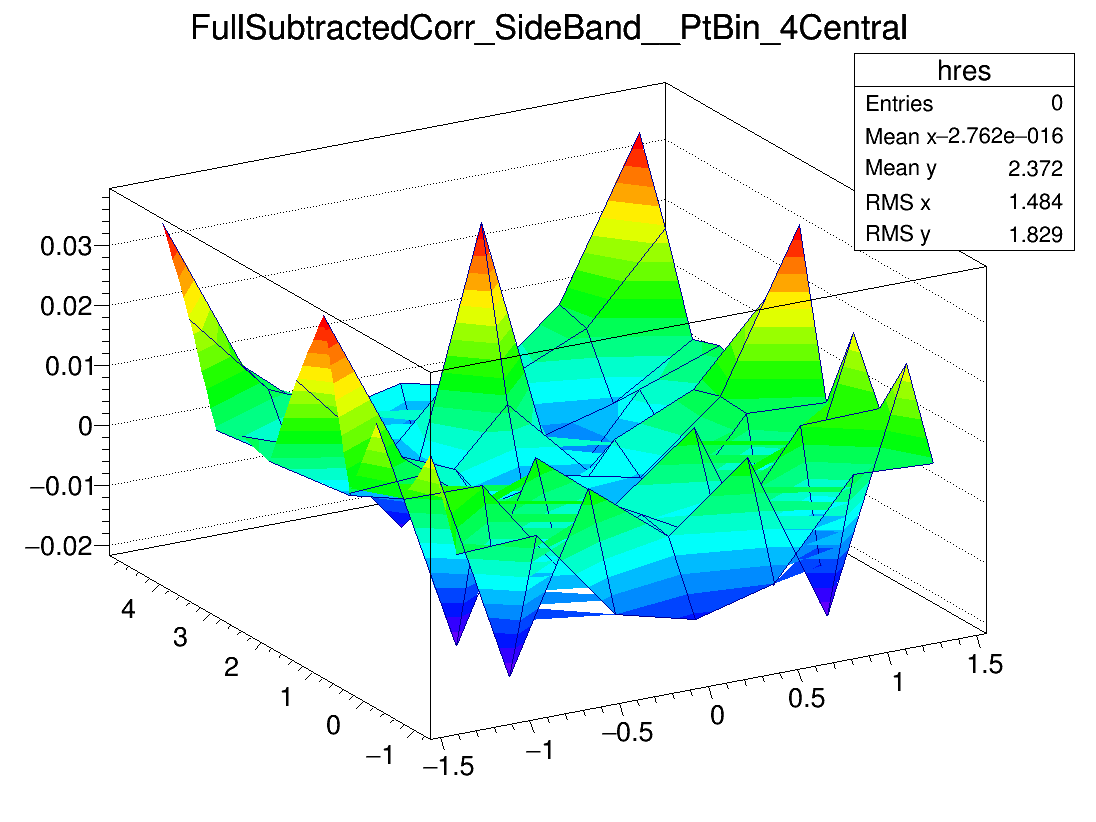 FullSubtractedCorr_SideBand__PtBin_4Central
hres
Entries 0
Mean x −2.762e−016
Mean y 2.372
RMS x 1.484
RMS y 1.829
0.03
0.02
0.01
0
−0.01
−0.02
4
3
2
1
0
−1
−1.5
−1
−0.5
0
0.5
1
1.5